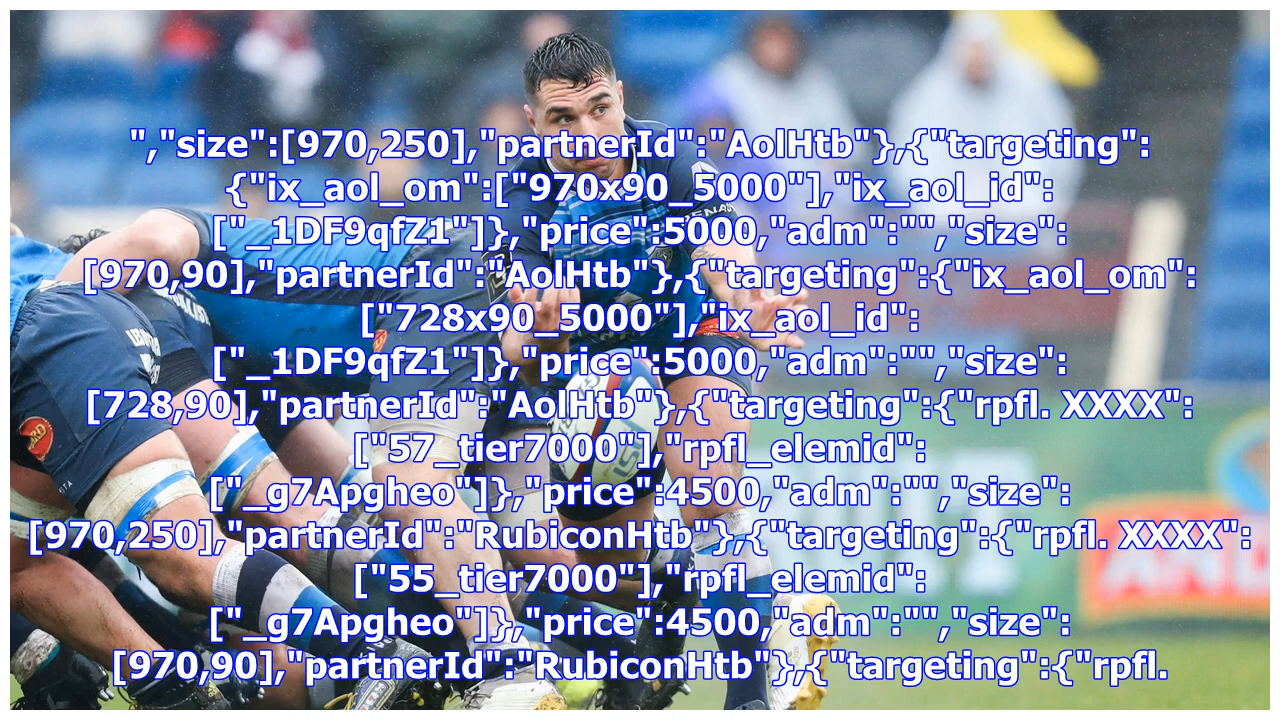 ","size":[970,250],"partnerId":"AolHtb"},{"targeting":
{"ix_aol_om":["970x90_5000"],"ix_aol_id":
["_1DF9qfZ1"]},"price":5000,"adm":"","size":
[970,90],"partnerId":"AolHtb"},{"targeting":{"ix_aol_om":
["728x90_5000"],"ix_aol_id":
["_1DF9qfZ1"]},"price":5000,"adm":"","size":
[728,90],"partnerId":"AolHtb"},{"targeting":{"rpfl. XXXX":
["57_tier7000"],"rpfl_elemid":
["_g7Apgheo"]},"price":4500,"adm":"","size":
[970,250],"partnerId":"RubiconHtb"},{"targeting":{"rpfl. XXXX":
["55_tier7000"],"rpfl_elemid":
["_g7Apgheo"]},"price":4500,"adm":"","size":
[970,90],"partnerId":"RubiconHtb"},{"targeting":{"rpfl.